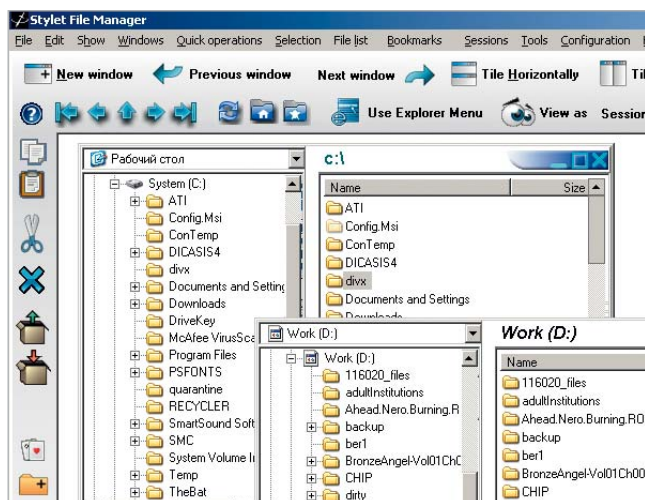 Stylet File Manager
File Edit Show Windows Quick operations Selection File list Bookmarks Sessions Tools Configuration
New window Previous window Next window Tile Horizontally
Use Explorer Menu View as
Рабочий стол
System (C:)
ATI
Config.Msi
ConTemp
DICASIS4
divx
Documents and Setting
Downloads
DriveKey
McAfee VirusSca
Program Files
PSFONTS
quarantine
RECYCLER
SmartSound Soft
SMC
System Volume I
Temp
TheBat
c:\
Name Size
ATI
Config.Msi
ConTemp
DICASIS4
divx
Documents and Settings
Downloads
Work (D:)
Work (D:)
116020_files
adultInstitutions
Ahead.Nero.Burning.R
backup
ber1
BronzeAngel-Vol01Ch0
CHIP
dirty
Work (D:)
Name
116020_files
adultInstitutions
Ahead.Nero.Burning.RO
backup
ber1
BronzeAngel-Vol01Ch00
CHIP